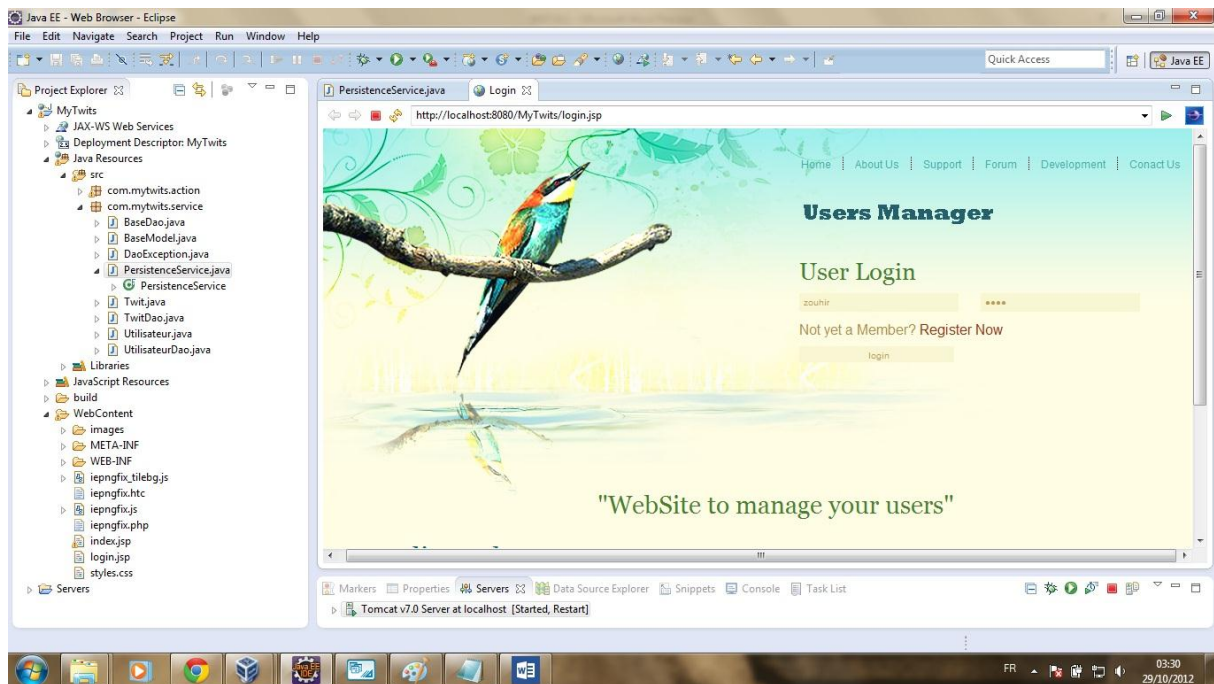 Java EE - Web Browser - Eclipse
File Edit Navigate Search Project Run Window Help
Quick Access
Java EE
Project Explorer
MyTwits
JAX-WS Web Services
Deployment Descriptor: MyTwits
Java Resources
src
com.mytwits.action
com.mytwits.service
BaseDao.java
BaseModel.java
DaoException.java
PersistenceService.java
PersistenceService
Twit.java
TwitDao.java
Utilisateur.java
UtilisateurDao.java
Libraries
JavaScript Resources
build
WebContent
images
META-INF
WEB-INF
iepngfix_tilebg.js
iepngfix.htc
iepngfix.js
iepngfix.php
index.jsp
login.jsp
styles.css
Servers
PersistenceService.java Login
http://localhost:8080/MyTwits/login.jsp
Home About Us Support Forum Development Conact Us
Users Manager
User Login
zouhir ••••
Not yet a Member? Register Now
login
"WebSite to manage your users"
Markers Properties Servers Data Source Explorer Snippets Console Task List
Tomcat v7.0 Server at localhost [Started, Restart]
FR 03:30
29/10/2012